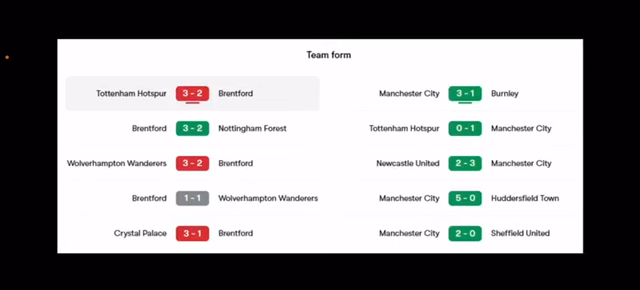 Team form
Tottenham Hotspur 3 - 2 Brentford
Manchester City 3 - 1 Burnley
Brentford 3 - 2 Nottingham Forest
Tottenham Hotspur 0 - 1 Manchester City
Wolverhampton Wanderers 3 - 2 Brentford
Newcastle United 2 - 3 Manchester City
Brentford 1 - 1 Wolverhampton Wanderers
Manchester City 5 - 0 Huddersfield Town
Crystal Palace 3 - 1 Brentford
Manchester City 2 - 0 Sheffield United